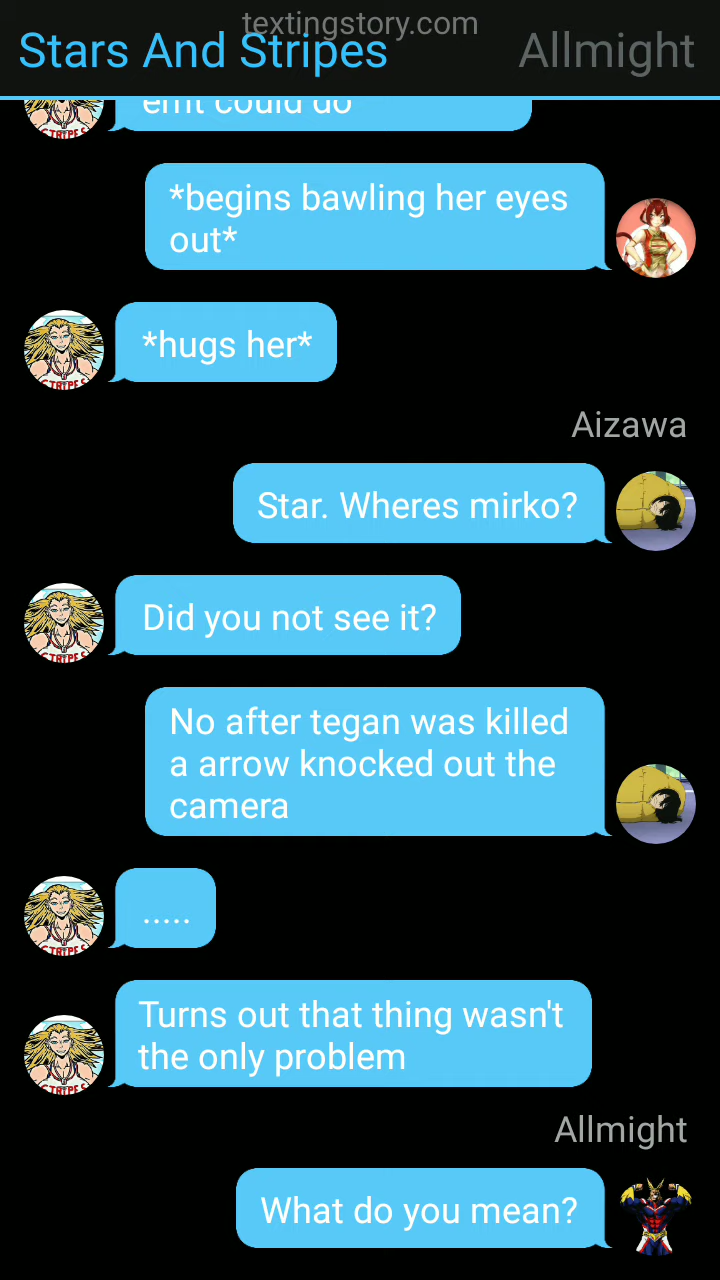 textingstory.com
Stars And Stripes
Allmight
could do
*begins bawling her eyes
out*
*hugs her*
Aizawa
Star. Wheres mirko?
Did you not see it?
No after tegan was killed
a arrow knocked out the
camera
.....
Turns out that thing wasn't
the only problem
Allmight
What do you mean?